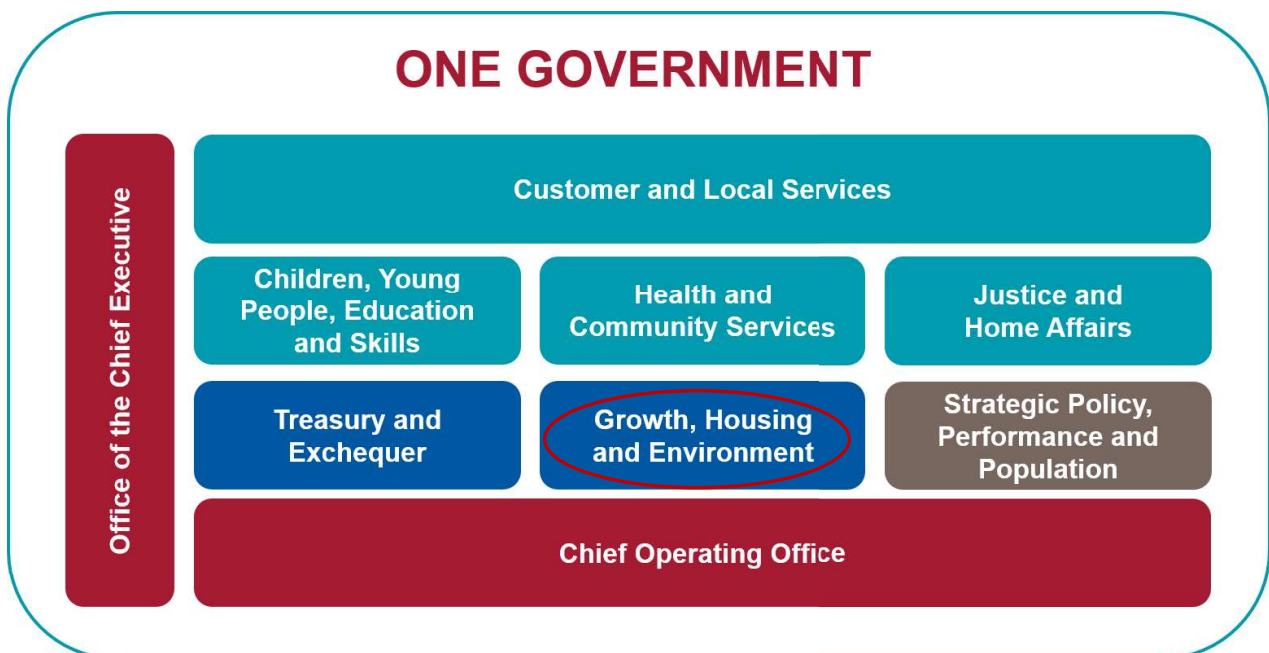 ONE GOVERNMENT
Office of the Chief Executive
Customer and Local Services
Children, Young
People, Education
and Skills
Health and
Community Services
Justice and
Home Affairs
Treasury and
Exchequer
Growth, Housing
and Environment
Strategic Policy,
Performance and
Population
Chief Operating Office